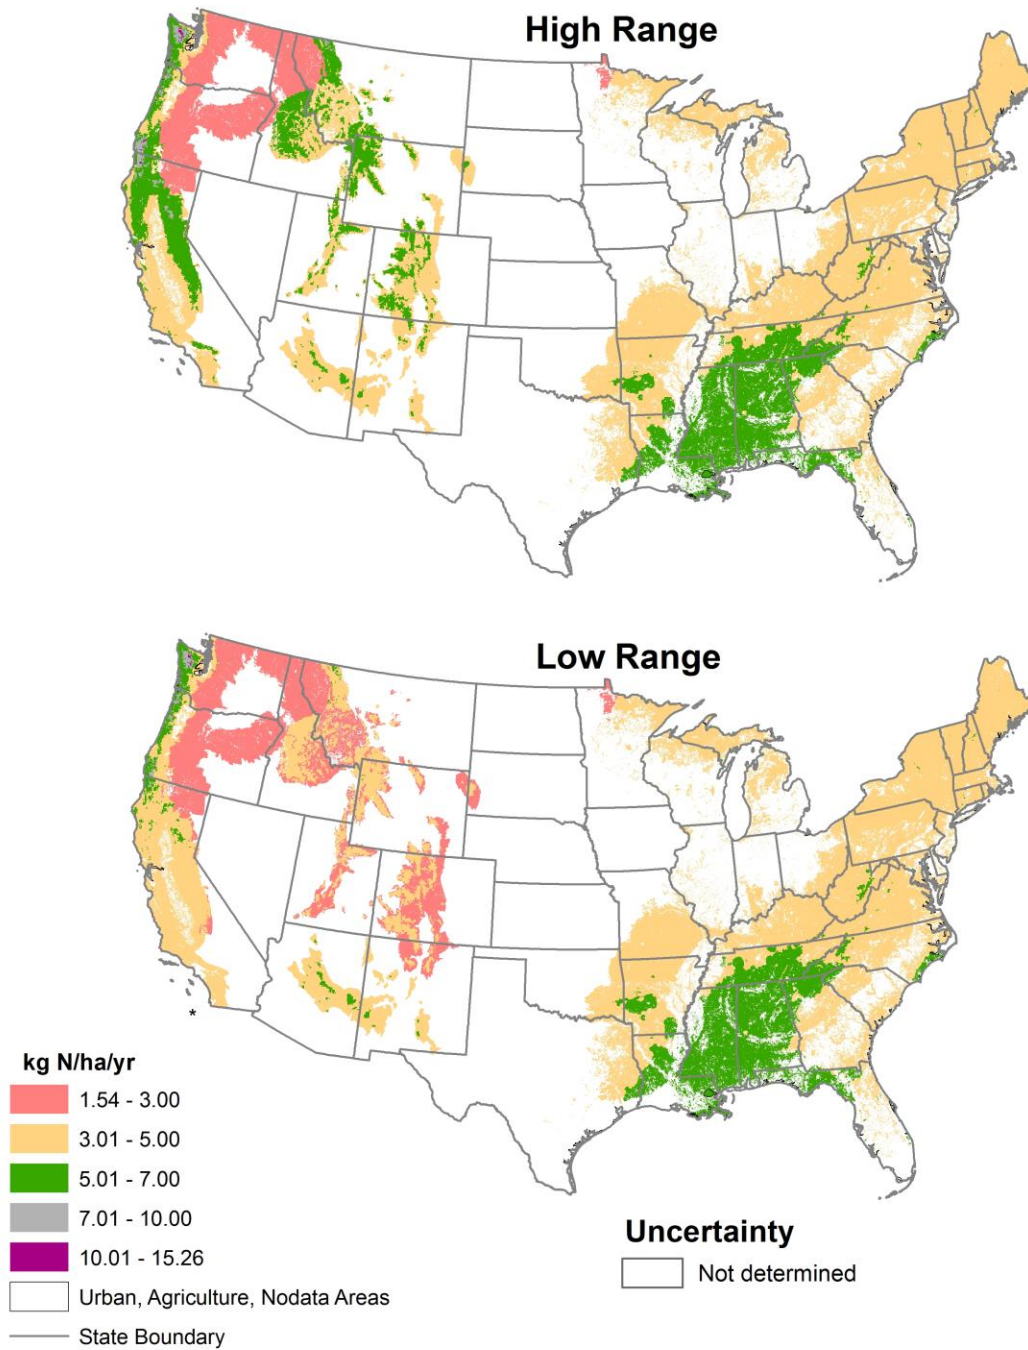 High Range
Low Range
*
kg N/ha/yr
1.54 - 3.00
3.01 - 5.00
5.01 - 7.00
7.01 - 10.00
10.01 - 15.26
Urban, Agriculture, Nodata Areas
State Boundary
Uncertainty
Not determined